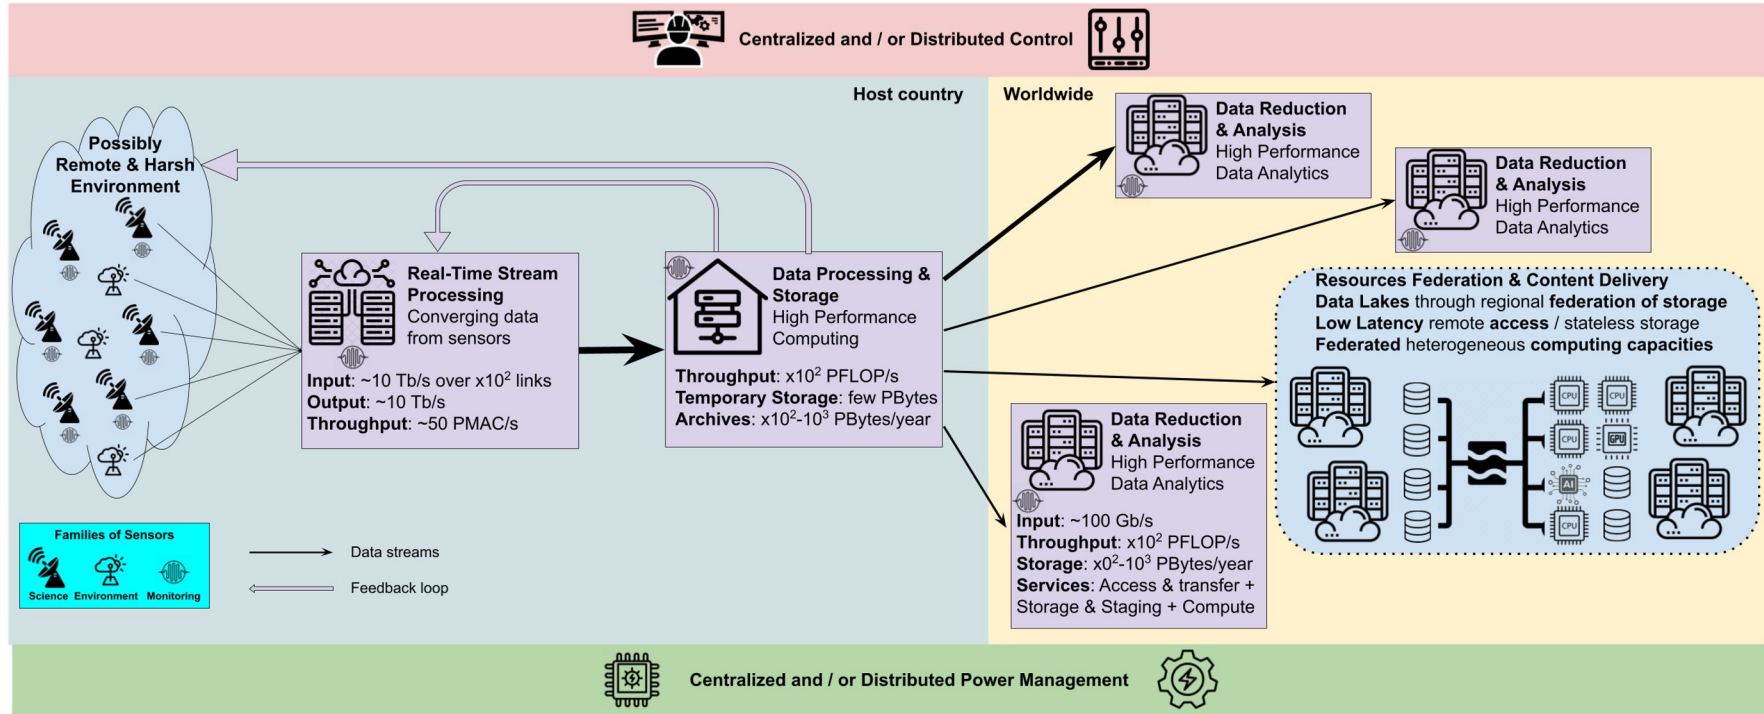 Centralized and / or Distributed Control
Host country
Worldwide
Possibly
Remote & Harsh
Environment
Real-Time Stream
Processing
Converging data
from sensors
Input: ~10 Tb/s over x10² links
Output: ~10 Tb/s
Throughput: ~50 PMAC/s
Data Processing &
Storage
High Performance
Computing
Throughput: x10² PFLOP/s
Temporary Storage: few PBytes
Archives: x10²-10³ PBytes/year
Data Reduction
& Analysis
High Performance
Data Analytics
Data Reduction
& Analysis
High Performance
Data Analytics
Resources Federation & Content Delivery
Data Lakes through regional federation of storage
Low Latency remote access / stateless storage
Federated heterogeneous computing capacities
CPU
CPU
CPU
GPU
AI
CPU
Data Reduction
& Analysis
High Performance
Data Analytics
Input: ~100 Gb/s
Throughput: x10² PFLOP/s
Storage: x0²-10³ PBytes/year
Services: Access & transfer +
Storage & Staging + Compute
Families of Sensors
Science Environment Monitoring
Data streams
Feedback loop
Centralized and / or Distributed Power Management